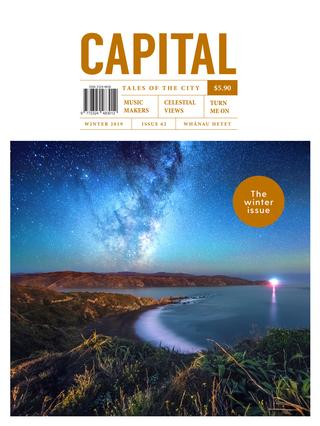 CAPITAL
TALES OF THE CITY
$5.90
MUSIC
MAKERS
CELESTIAL
VIEWS
TURN
ME ON
WINTER 2019
ISSUE 62
WHĀNAU HETET
The
winter
issue